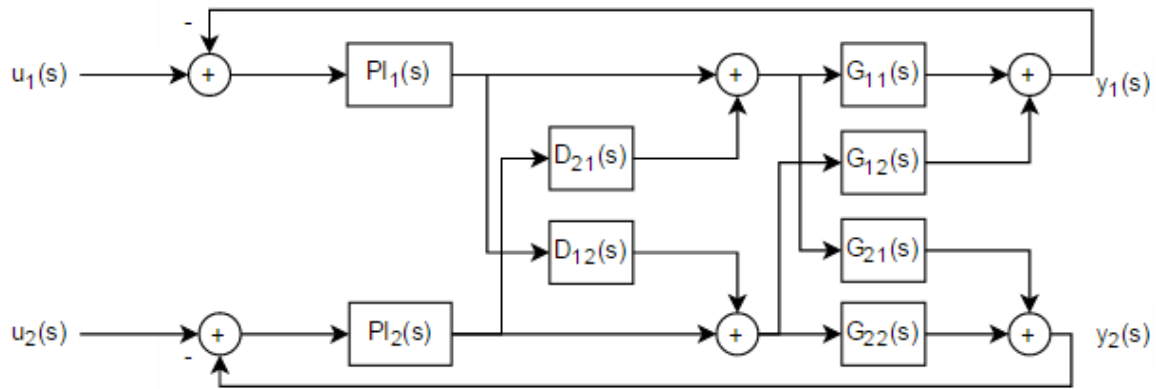 -
u₁(s)
+
PI₁(s)
+
G₁₁(s)
+
y₁(s)
D₂₁(s)
G₁₂(s)
D₁₂(s)
G₂₁(s)
u₂(s)
+
PI₂(s)
+
G₂₂(s)
+
y₂(s)
-